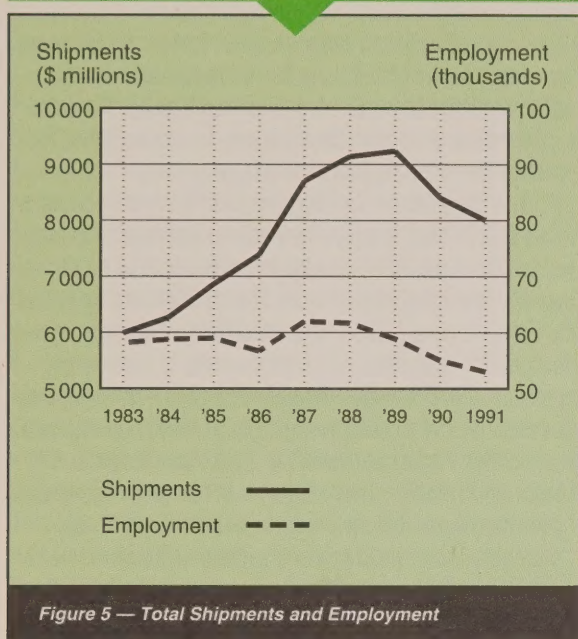 Shipments
($ millions)
Employment
(thousands)
10 000
9 000
8 000
7 000
6 000
5 000
100
90
80
70
60
50
1983 '84 '85 '86 '87 '88 '89 '90 1991
Shipments
Employment
Figure 5 — Total Shipments and Employment